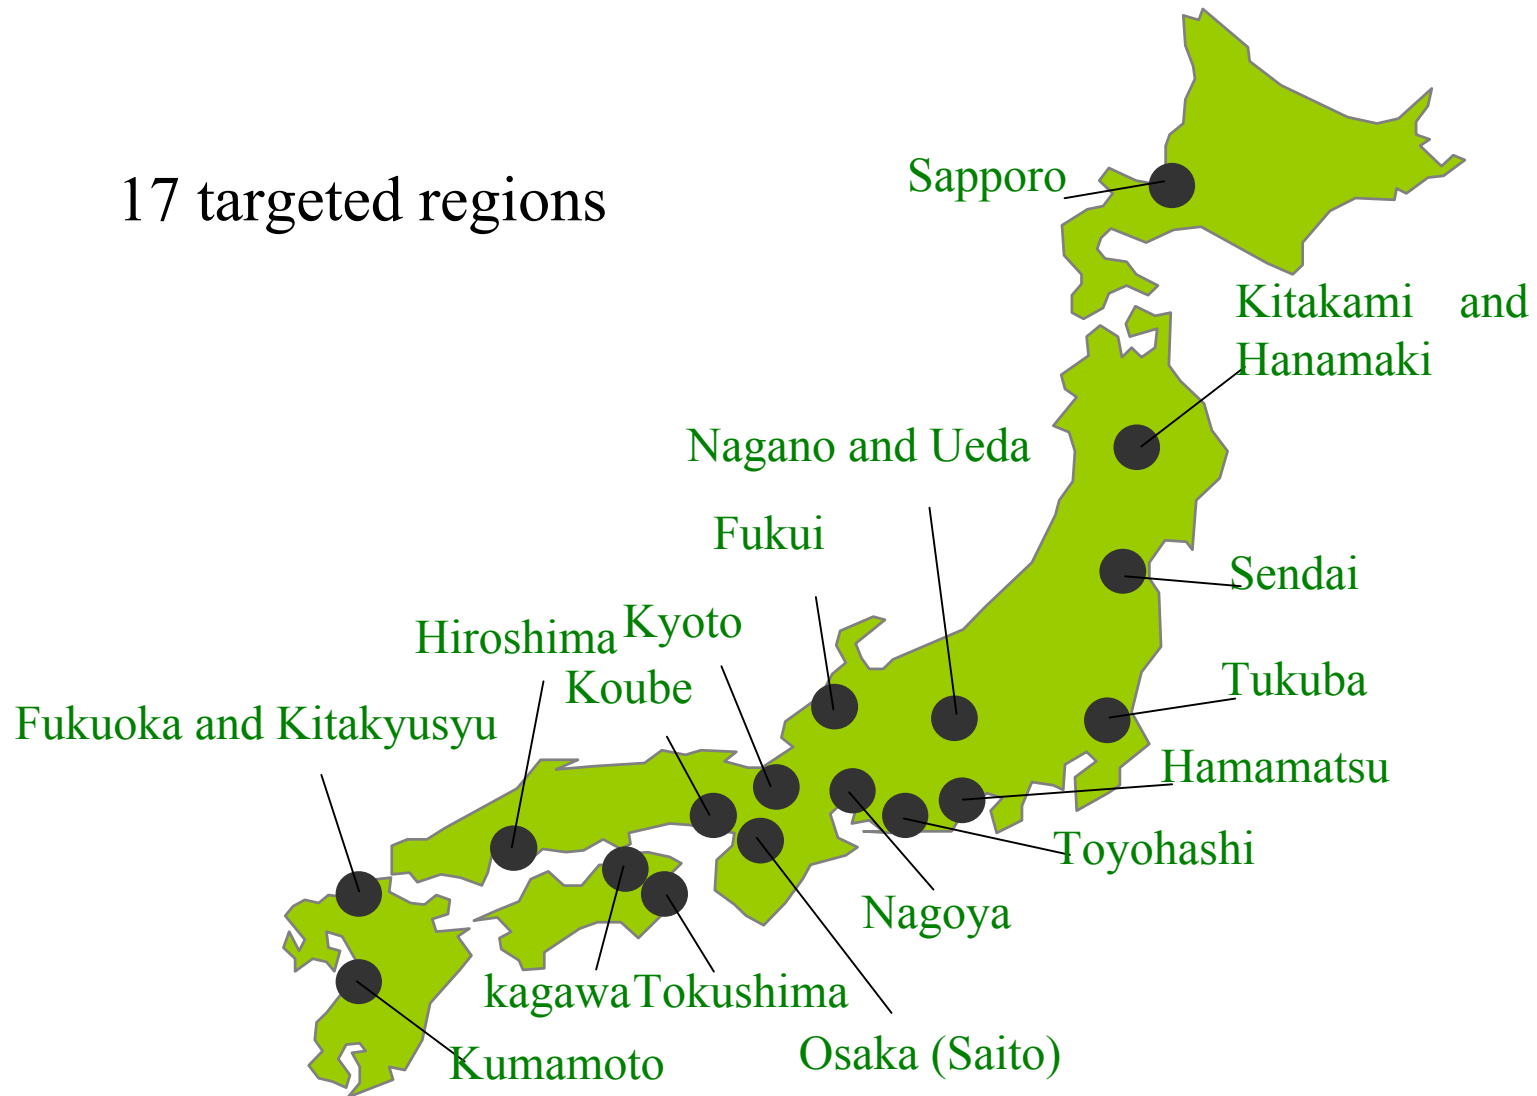 17 targeted regions
Sapporo
Kitakami and
Hanamaki
Nagano and Ueda
Fukui
Sendai
Kyoto
Hiroshima
Koube
Tukuba
Fukuoka and Kitakyusyu
Hamamatsu
Toyohashi
Nagoya
kagawa
Tokushima
Osaka (Saito)
Kumamoto